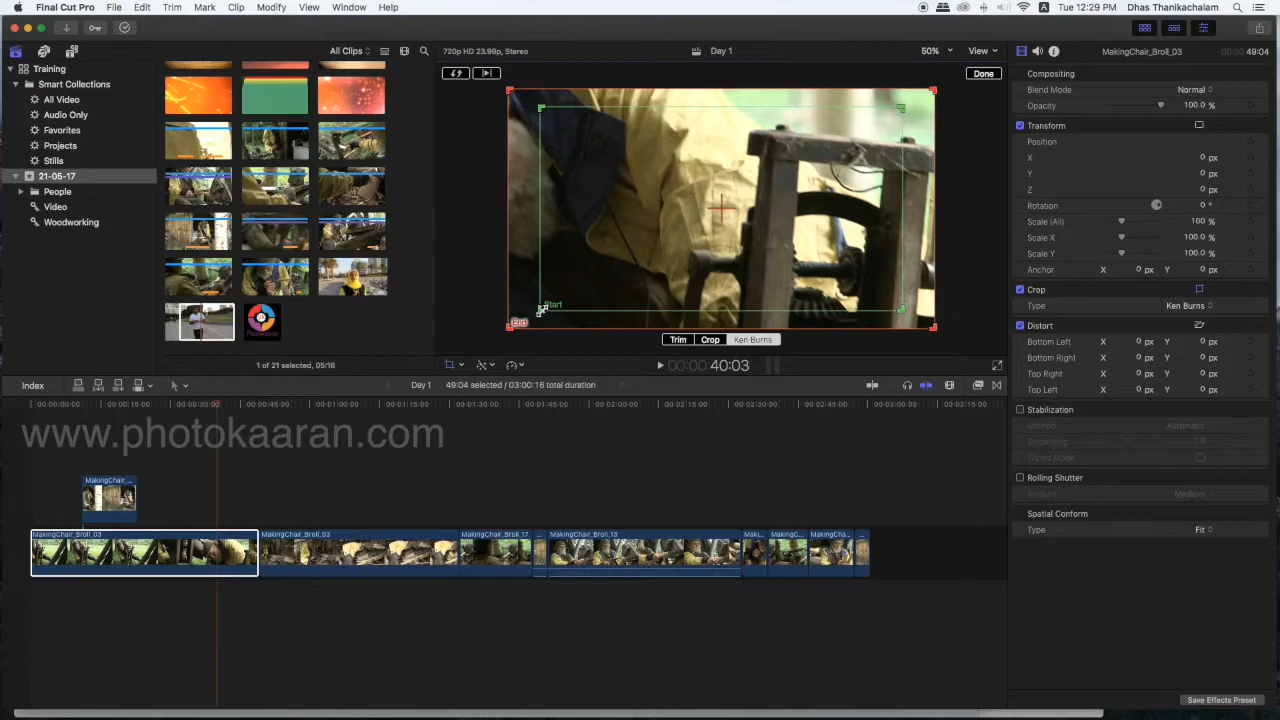 Final Cut Pro File Edit Trim Mark Clip Modify View Window Help Tue 12:29 PM Dhas Thanikachalam
All Clips 720p HD 23.98p, Stereo Day 1 50% View MakingChair_Broll_03 49:04
Training
Smart Collections
All Video
Audio Only
Favorites
Projects
Stills
21-05-17
People
Video
Woodworking
1 of 21 selected, 05:16
Done
Start
End
Trim Crop Ken Burns
00:00:00 40:03
Compositing
Blend Mode Normal
Opacity 100.0 %
Transform
Position
X 0 px
Y 0 px
Z 0 px
Rotation 0 °
Scale (All) 100 %
Scale X 100.0 %
Scale Y 100.0 %
Anchor X 0 px Y 0 px
Crop
Type Ken Burns
Distort
Bottom Left X 0 px Y 0 px
Bottom Right X 0 px Y 0 px
Top Right X 0 px Y 0 px
Top Left X 0 px Y 0 px
Stabilization
Method Automatic
Smoothing
Tripod Mode
Rolling Shutter
Amount Medium
Spatial Conform
Type Fit
Save Effects Preset
Index Day 1 49:04 selected / 03:00:16 total duration
00:00:00:00 00:00:15:00 00:00:30:00 00:00:45:00 00:01:00:00 00:01:15:00 00:01:30:00 00:01:45:00 00:02:00:00 00:02:15:00 00:02:30:00 00:02:45:00 00:03:00:00 00:03:15:00
www.photokaaran.com
MakingChair_...
MakingChair_Broll_03 MakingChair_Broll_03 MakingChair_Broll_17 ... MakingChair_Broll_13 Maki... MakingC... MakingCha... ...